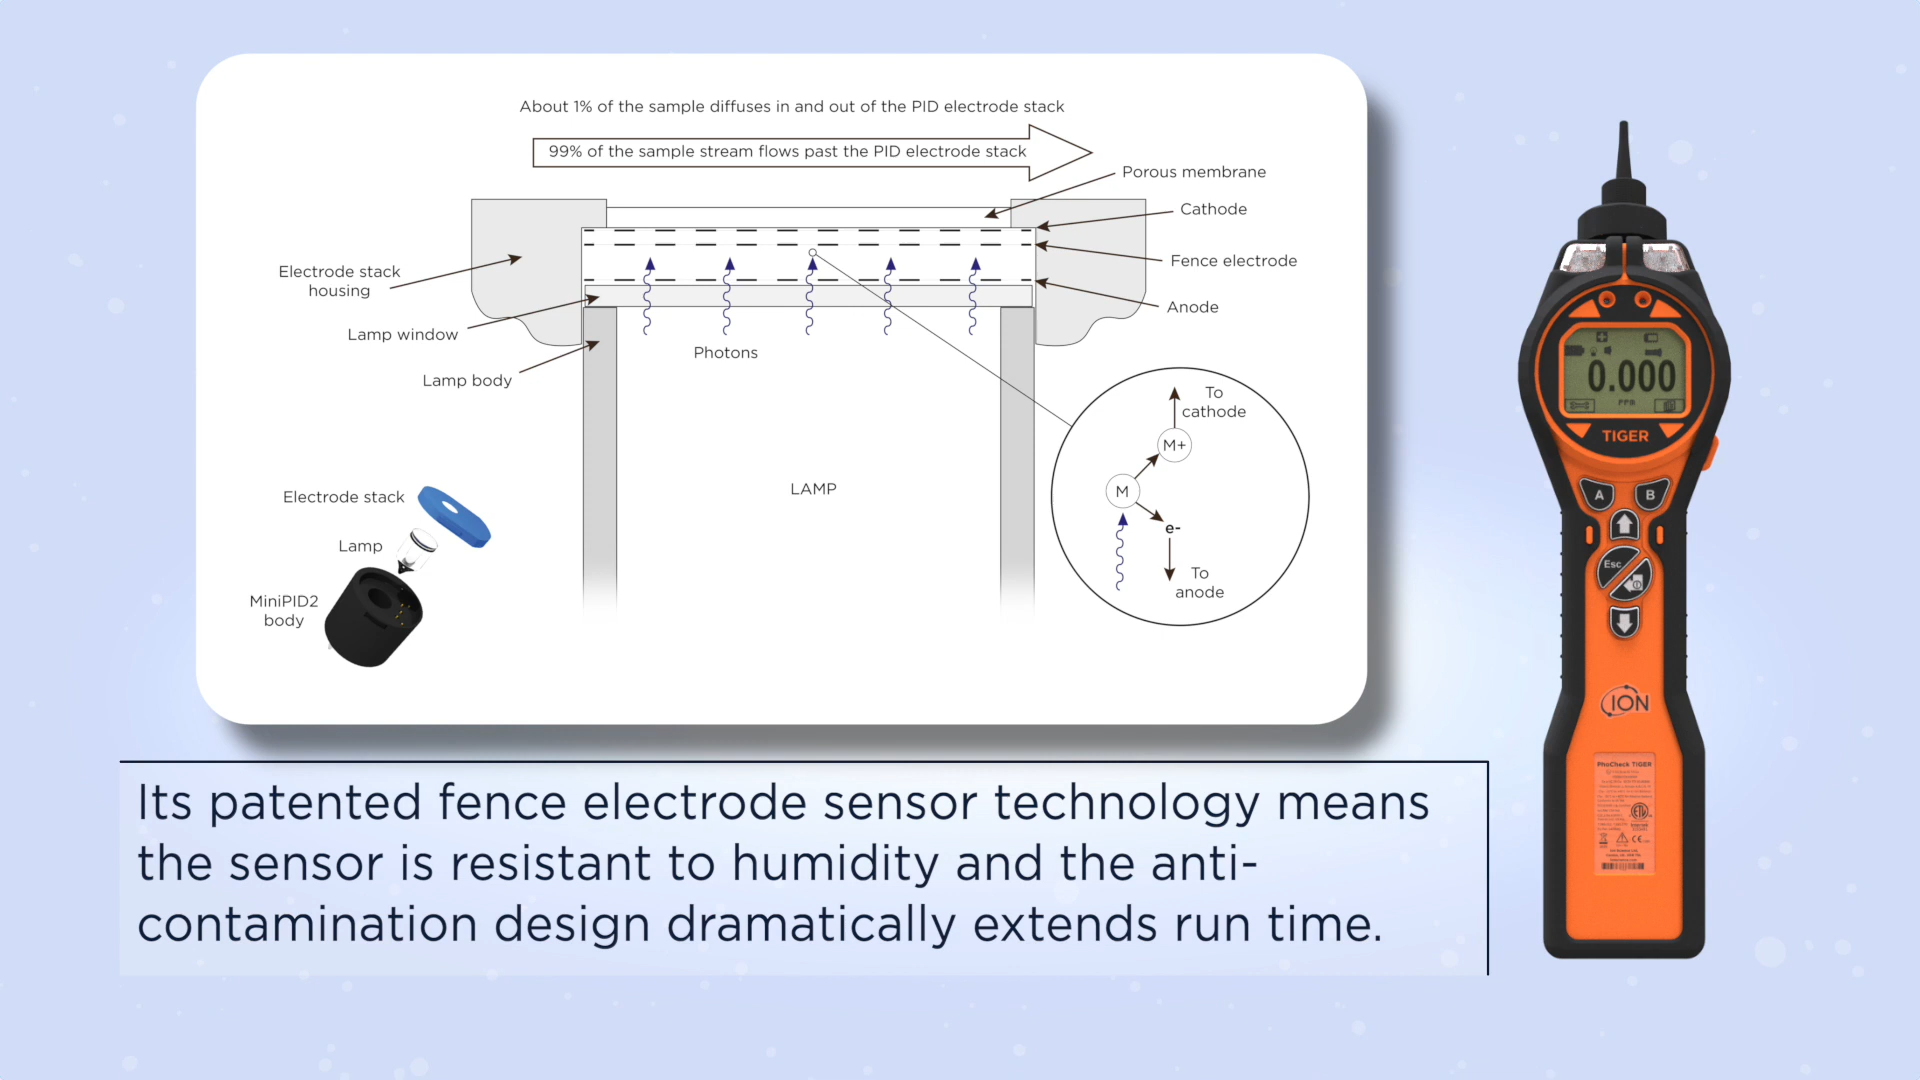 About 1% of the sample diffuses in and out of the PID electrode stack
99% of the sample stream flows past the PID electrode stack
Porous membrane
Cathode
Fence electrode
Anode
Electrode stack
housing
Lamp window
Lamp body
Photons
LAMP
To
cathode
M+
M
e-
To
anode
Electrode stack
Lamp
MiniPID2
body
Its patented fence electrode sensor technology means
the sensor is resistant to humidity and the anti-
contamination design dramatically extends run time.
0.000
PPM
TIGER
A
B
Esc
ION
PhoCheck TIGER